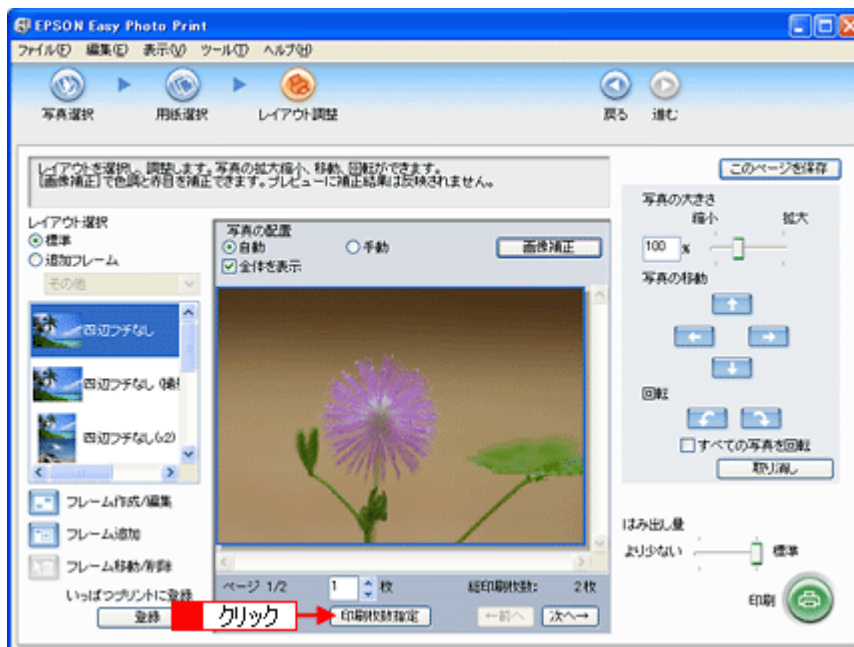 EPSON Easy Photo Print
ファイル(F) 編集(E) 表示(V) ツール(T) ヘルプ(H)
写真選択 用紙選択 レイアウト調整 戻る 進む
レイアウトを選択し、調整します。写真の拡大縮小、移動、回転ができます。
[画像補正]で色調と赤目を補正できます。プレビューに補正結果は反映されません。
このページを保存
レイアウト選択
標準
追加フレーム
その他
四辺フチなし
四辺フチなし
四辺フチなし(x2)
フレーム作成/編集
フレーム追加
フレーム移動/削除
いっぱつプリントに登録
登録
写真の配置
自動 手動 画像補正
全体を表示
ページ 1/2 1 枚 総印刷枚数: 2枚
クリック
印刷枚数指定 ←前へ 次へ→
写真の大きさ
縮小 拡大
100 %
写真の移動
回転
すべての写真を回転
取り消し
はみ出し量
より少ない 標準
印刷